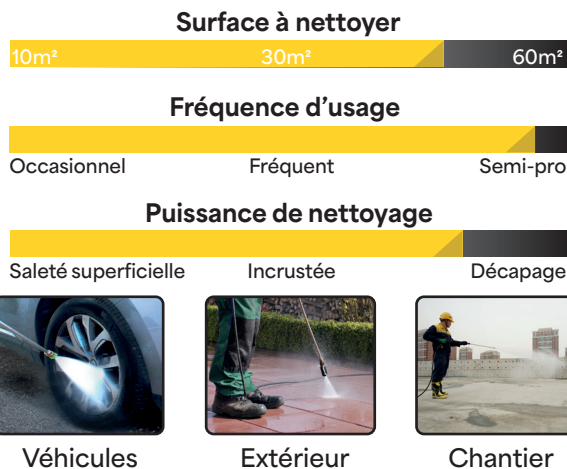 Surface à nettoyer
10m² 30m² 60m²
Fréquence d’usage
Occasionnel Fréquent Semi-pro
Puissance de nettoyage
Saleté superficielle Incrustée Décapage
Véhicules Extérieur Chantier